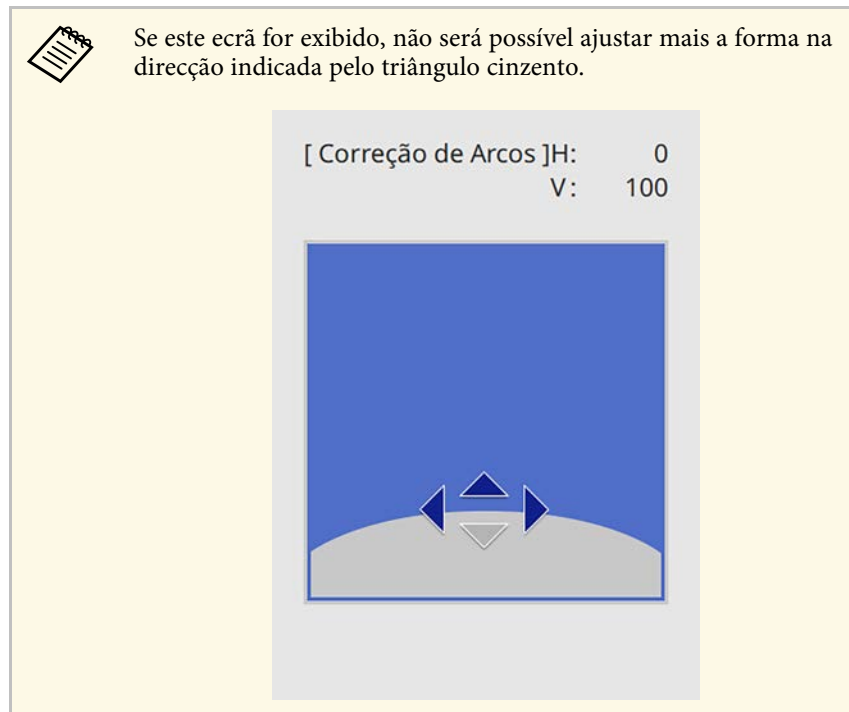 Se este ecrã for exibido, não será possível ajustar mais a forma na
direcção indicada pelo triângulo cinzento.
[ Correção de Arcos ]H: 0
V: 100